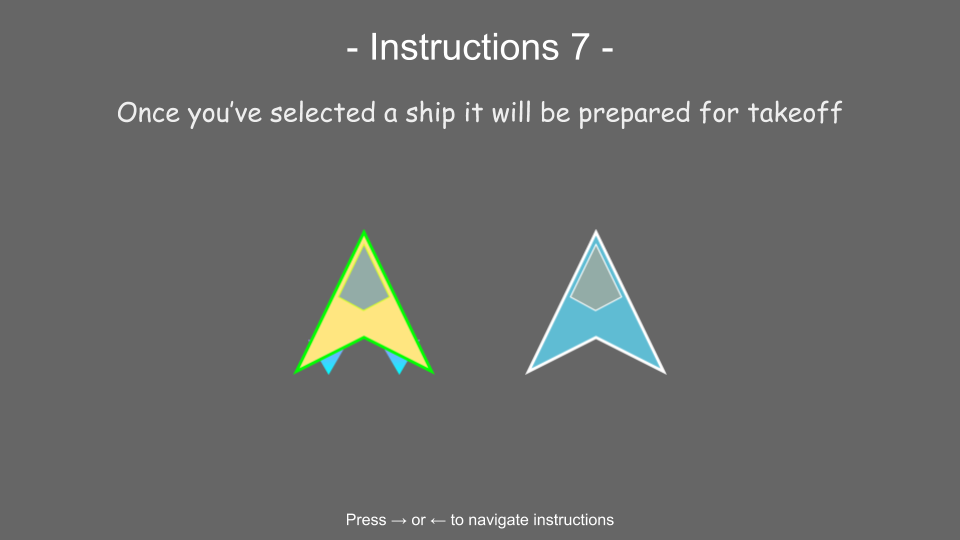 - Instructions 7 -
Once you've selected a ship it will be prepared for takeoff
Press → or ← to navigate instructions